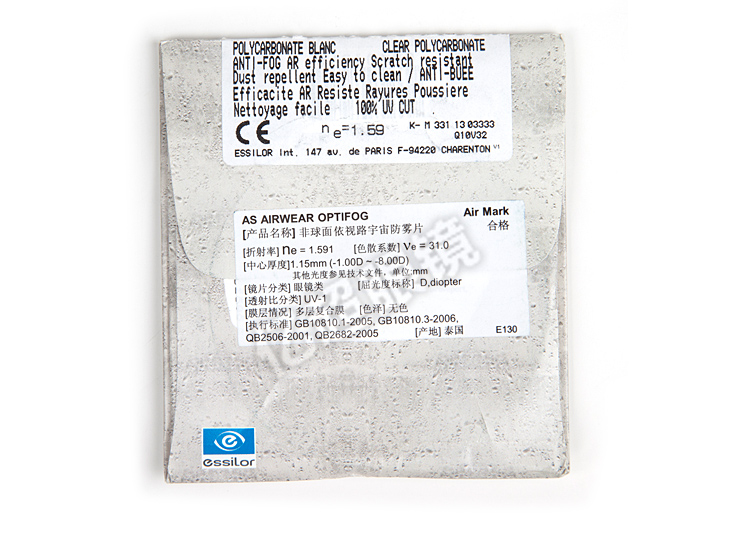 POLYCARBONATE BLANC CLEAR POLYCARBONATE
ANTI-FOG AR efficiency Scratch resistant
Dust repellent Easy to clean / ANTI-BUEE
Efficacite AR Resiste Rayures Poussiere
Nettoyage facile 100% UV CUT
CE ne=1.59 K- M 331 13 03333
Q10V32
ESSILOR Int. 147 av. de PARIS F-94220 CHARENTON V1
AS AIRWEAR OPTIFOG Air Mark
[产品名称] 非球面依视路宇宙防雾片 合格
[折射率] ne = 1.591 [色散系数] ve = 31.0
[中心厚度] 1.15mm (-1.00D ~ -8.00D)
其他光度参见技术文件,单位:mm
[镜片分类] 眼镜类 [屈光度标称] D,diopter
[透射比分类] UV-1
[膜层情况] 多层复合膜 [色泽] 无色
[执行标准] GB10810.1-2005, GB10810.3-2006,
QB2506-2001, QB2682-2005 [产地] 泰国 E130
essilor